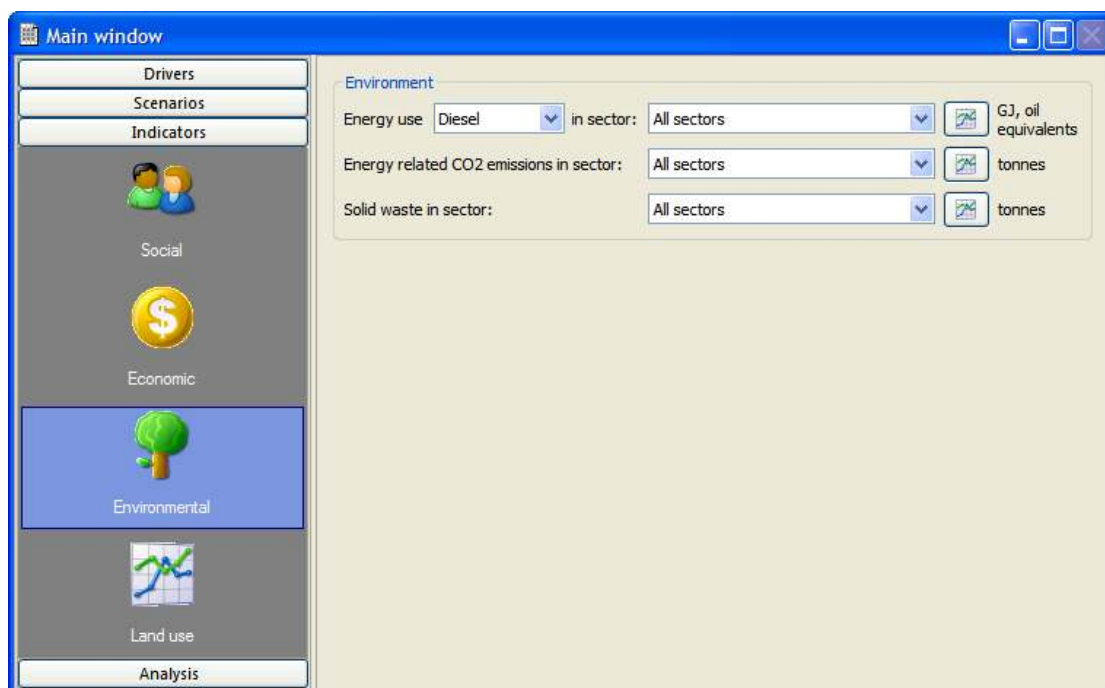 Main window
Drivers
Scenarios
Indicators
Social
Economic
Environmental
Land use
Analysis
Environment
Energy use Diesel in sector: All sectors GJ, oil
equivalents
Energy related CO2 emissions in sector: All sectors tonnes
Solid waste in sector: All sectors tonnes